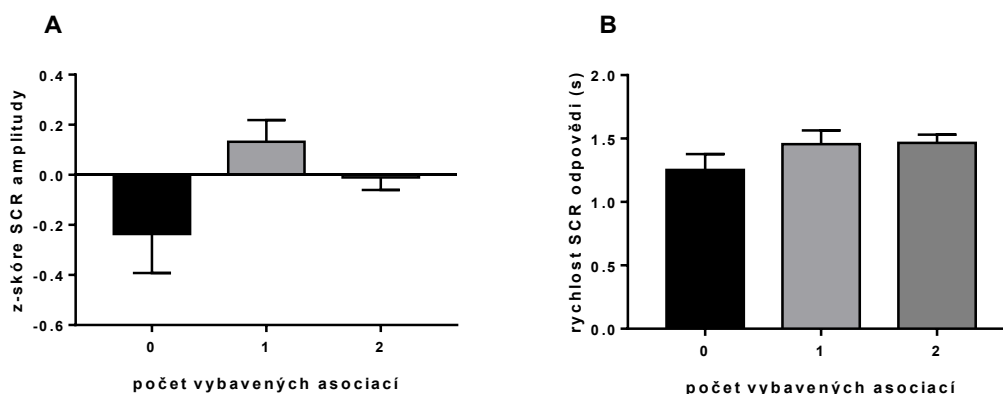 A
z-skóre SCR amplitudy
0.4
0.2
0.0
-0.2
-0.4
-0.6
0 1 2
počet vybavených asociací
B
rychlost SCR odpovědi (s)
2.0
1.5
1.0
0.5
0.0
0 1 2
počet vybavených asociací